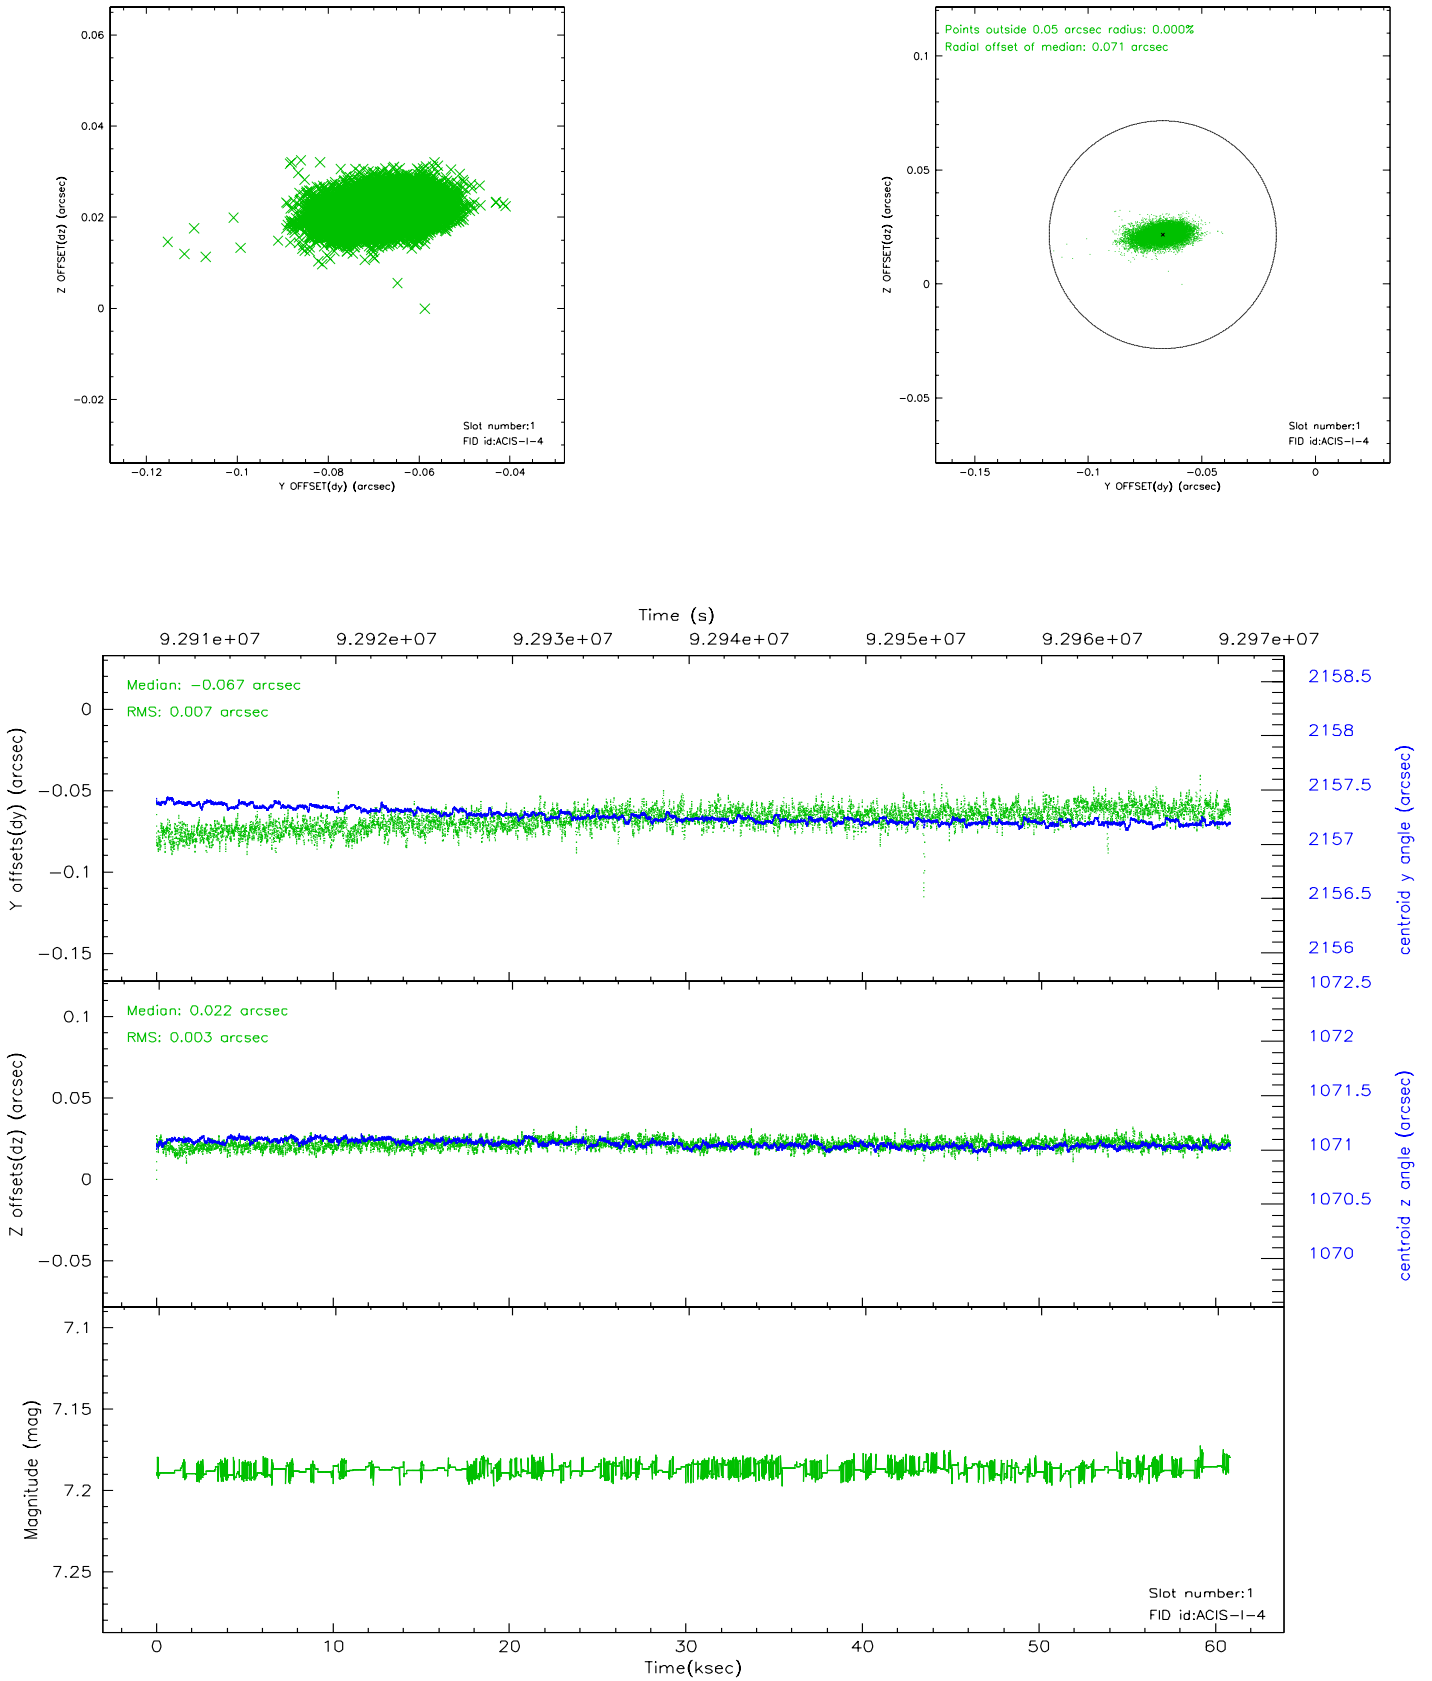 0.06
0.04
0.02
0
−0.02
Z OFFSET(dz) (arcsec)
Slot number:1
FID id:ACIS−I−4
−0.12 −0.1 −0.08 −0.06 −0.04
Y OFFSET(dy) (arcsec)
Points outside 0.05 arcsec radius: 0.000%
Radial offset of median: 0.071 arcsec
0.1
0.05
0
−0.05
Z OFFSET(dz) (arcsec)
Slot number:1
FID id:ACIS−I−4
−0.15 −0.1 −0.05 0
Y OFFSET(dy) (arcsec)
Time (s)
9.291e+07 9.292e+07 9.293e+07 9.294e+07 9.295e+07 9.296e+07 9.297e+07
Median: −0.067 arcsec
RMS: 0.007 arcsec
0
−0.05
−0.1
−0.15
Y offsets(dy) (arcsec)
2158.5
2158
2157.5
2157
2156.5
2156
centroid y angle (arcsec)
Median: 0.022 arcsec
RMS: 0.003 arcsec
0.1
0.05
0
−0.05
Z offsets(dz) (arcsec)
1072.5
1072
1071.5
1071
1070.5
1070
centroid z angle (arcsec)
7.1
7.15
7.2
7.25
Magnitude (mag)
Slot number:1
FID id:ACIS−I−4
0 10 20 30 40 50 60
Time(ksec)